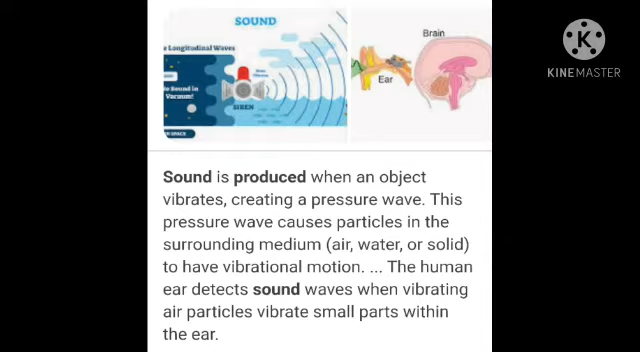 SOUND
Longitudinal Waves
Sound in
Vacuum!
SIREN
SPACE
Brain
Ear
KINEMASTER
Sound is produced when an object
vibrates, creating a pressure wave. This
pressure wave causes particles in the
surrounding medium (air, water, or solid)
to have vibrational motion. ... The human
ear detects sound waves when vibrating
air particles vibrate small parts within
the ear.